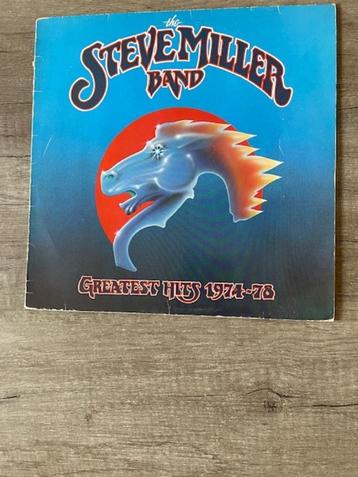 the
STEVE MILLER
BAND
GREATEST HITS 1974-78